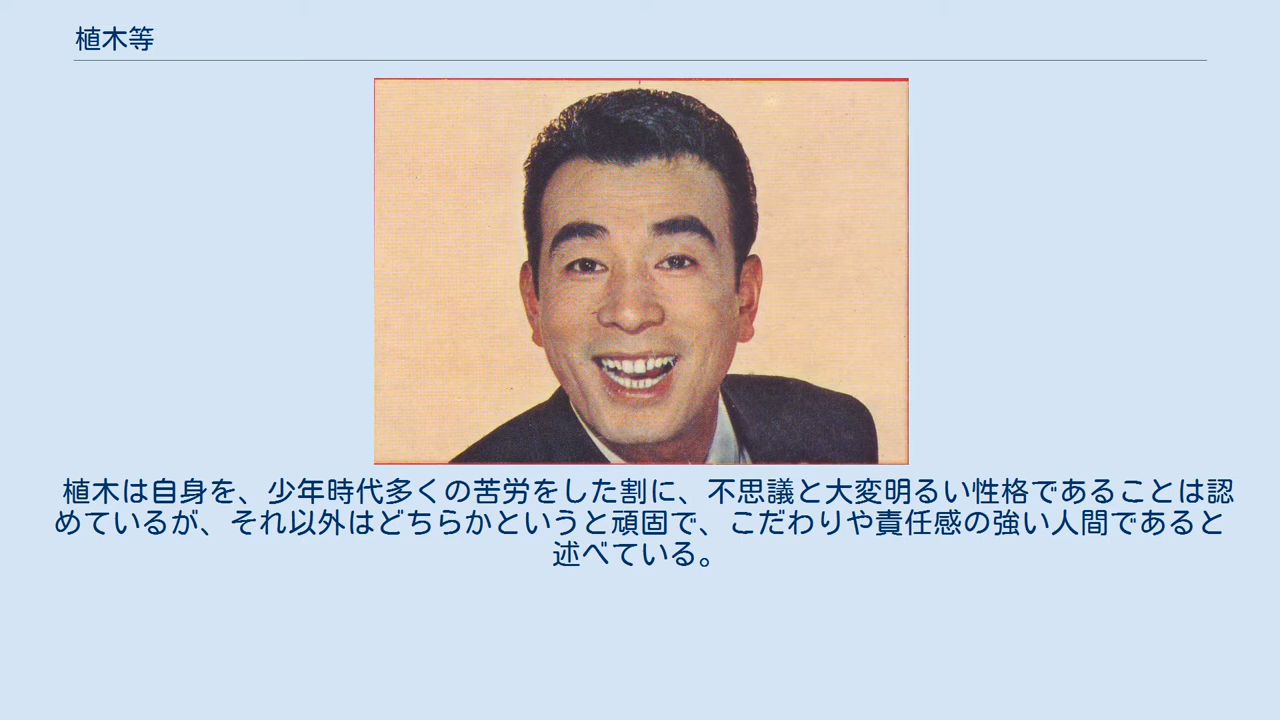 植木等
植木は自身を、少年時代多くの苦労をした割に、不思議と大変明るい性格であることは認
めているが、それ以外はどちらかというと頑固で、こだわりや責任感の強い人間であると
述べている。